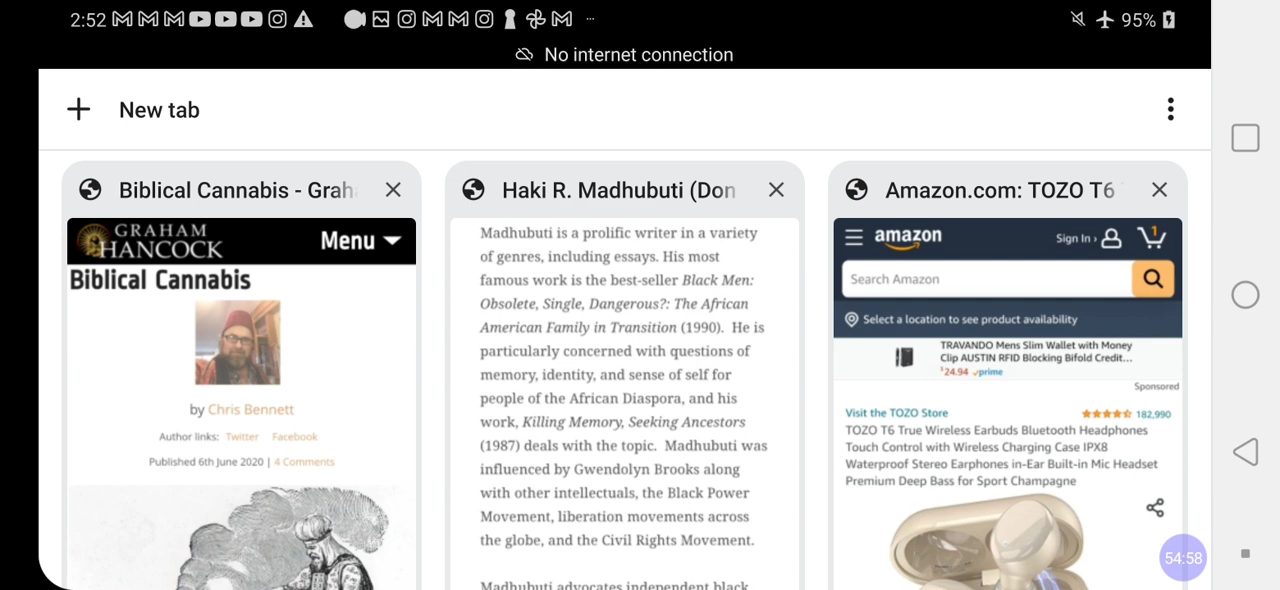 2:52
95%
No internet connection
New tab
Biblical Cannabis - Grah
GRAHAM
HANCOCK
Menu
Biblical Cannabis
by Chris Bennett
Author links: Twitter Facebook
Published 6th June 2020 | 4 Comments
Haki R. Madhubuti (Don
Madhubuti is a prolific writer in a variety
of genres, including essays. His most
famous work is the best-seller Black Men:
Obsolete, Single, Dangerous?: The African
American Family in Transition (1990). He is
particularly concerned with questions of
memory, identity, and sense of self for
people of the African Diaspora, and his
work, Killing Memory, Seeking Ancestors
(1987) deals with the topic. Madhubuti was
influenced by Gwendolyn Brooks along
with other intellectuals, the Black Power
Movement, liberation movements across
the globe, and the Civil Rights Movement.
Madhubuti advocates independent black
Amazon.com: TOZO T6
amazon
Sign In ›
1
Search Amazon
Select a location to see product availability
TRAVANDO Mens Slim Wallet with Money
Clip AUSTIN RFID Blocking Bifold Credit...
$24.94 prime
Sponsored
Visit the TOZO Store
182,990
TOZO T6 True Wireless Earbuds Bluetooth Headphones
Touch Control with Wireless Charging Case IPX8
Waterproof Stereo Earphones in-Ear Built-in Mic Headset
Premium Deep Bass for Sport Champagne
54:58